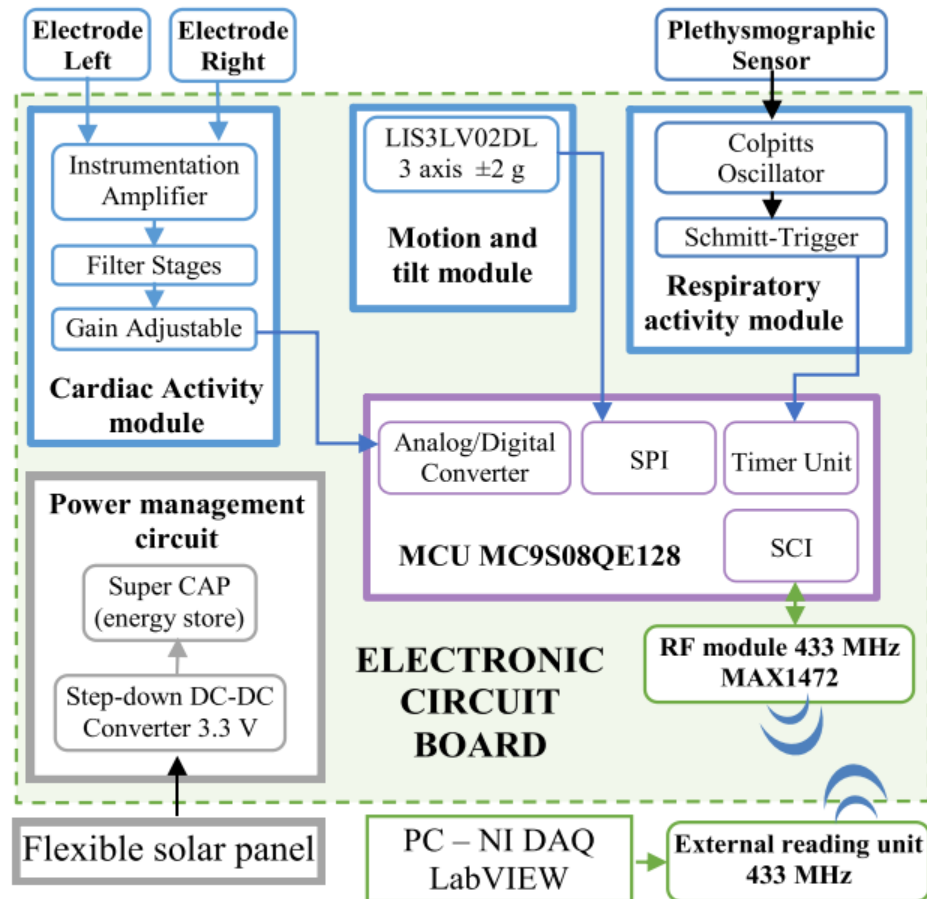 Electrode
Left
Electrode
Right
Plethysmographic
Sensor
Instrumentation
Amplifier
Filter Stages
Gain Adjustable
Cardiac Activity
module
LIS3LV02DL
3 axis ±2 g
Motion and
tilt module
Colpitts
Oscillator
Schmitt-Trigger
Respiratory
activity module
Analog/Digital
Converter
SPI
Timer Unit
SCI
MCU MC9S08QE128
Power management
circuit
Super CAP
(energy store)
Step-down DC-DC
Converter 3.3 V
ELECTRONIC
CIRCUIT
BOARD
RF module 433 MHz
MAX1472
Flexible solar panel
PC – NI DAQ
LabVIEW
External reading unit
433 MHz